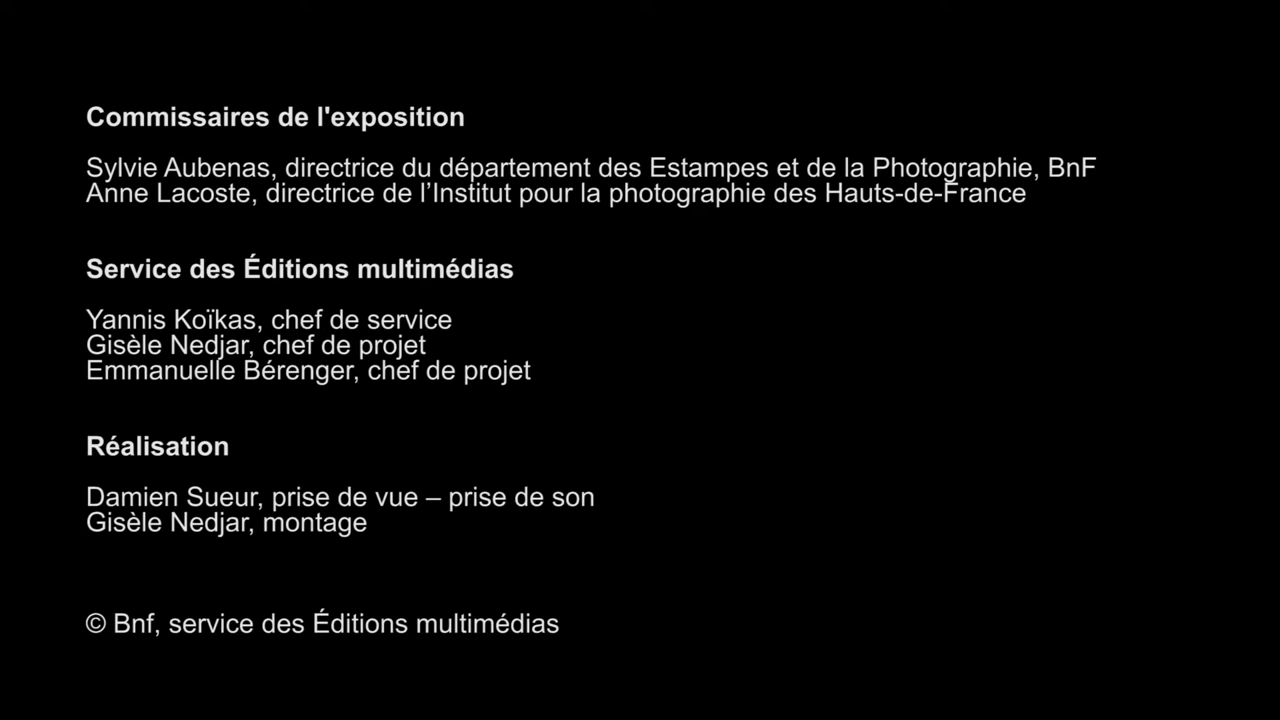 Commissaires de l'exposition
Sylvie Aubenas, directrice du département des Estampes et de la Photographie, BnF
Anne Lacoste, directrice de l’Institut pour la photographie des Hauts-de-France
Service des Éditions multimédias
Yannis Koïkas, chef de service
Gisèle Nedjar, chef de projet
Emmanuelle Bérenger, chef de projet
Réalisation
Damien Sueur, prise de vue – prise de son
Gisèle Nedjar, montage
© Bnf, service des Éditions multimédias